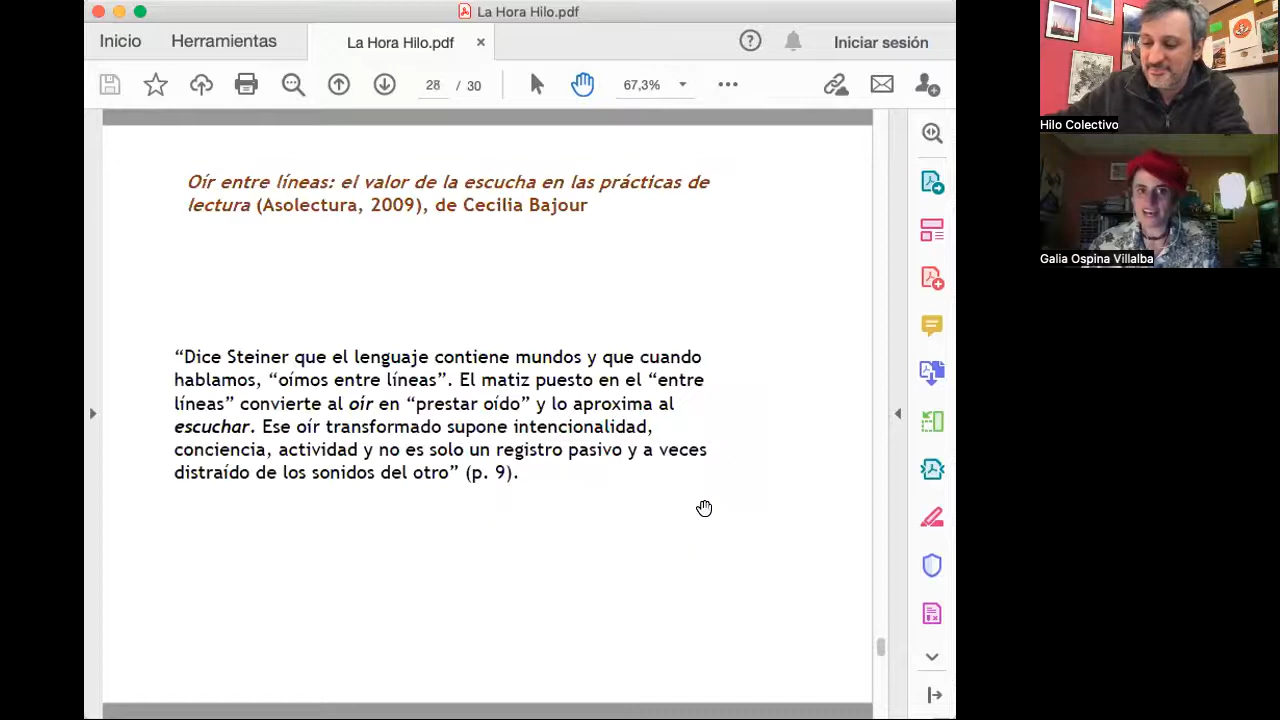 La Hora Hilo.pdf
Inicio
Herramientas
La Hora Hilo.pdf
Iniciar sesión
28 / 30
67,3%
Oír entre líneas: el valor de la escucha en las prácticas de
lectura (Asolectura, 2009), de Cecilia Bajour
“Dice Steiner que el lenguaje contiene mundos y que cuando
hablamos, “oímos entre líneas”. El matiz puesto en el “entre
líneas” convierte al oír en “prestar oído” y lo aproxima al
escuchar. Ese oír transformado supone intencionalidad,
conciencia, actividad y no es solo un registro pasivo y a veces
distraído de los sonidos del otro” (p. 9).
Hilo Colectivo
Galia Ospina Villalba